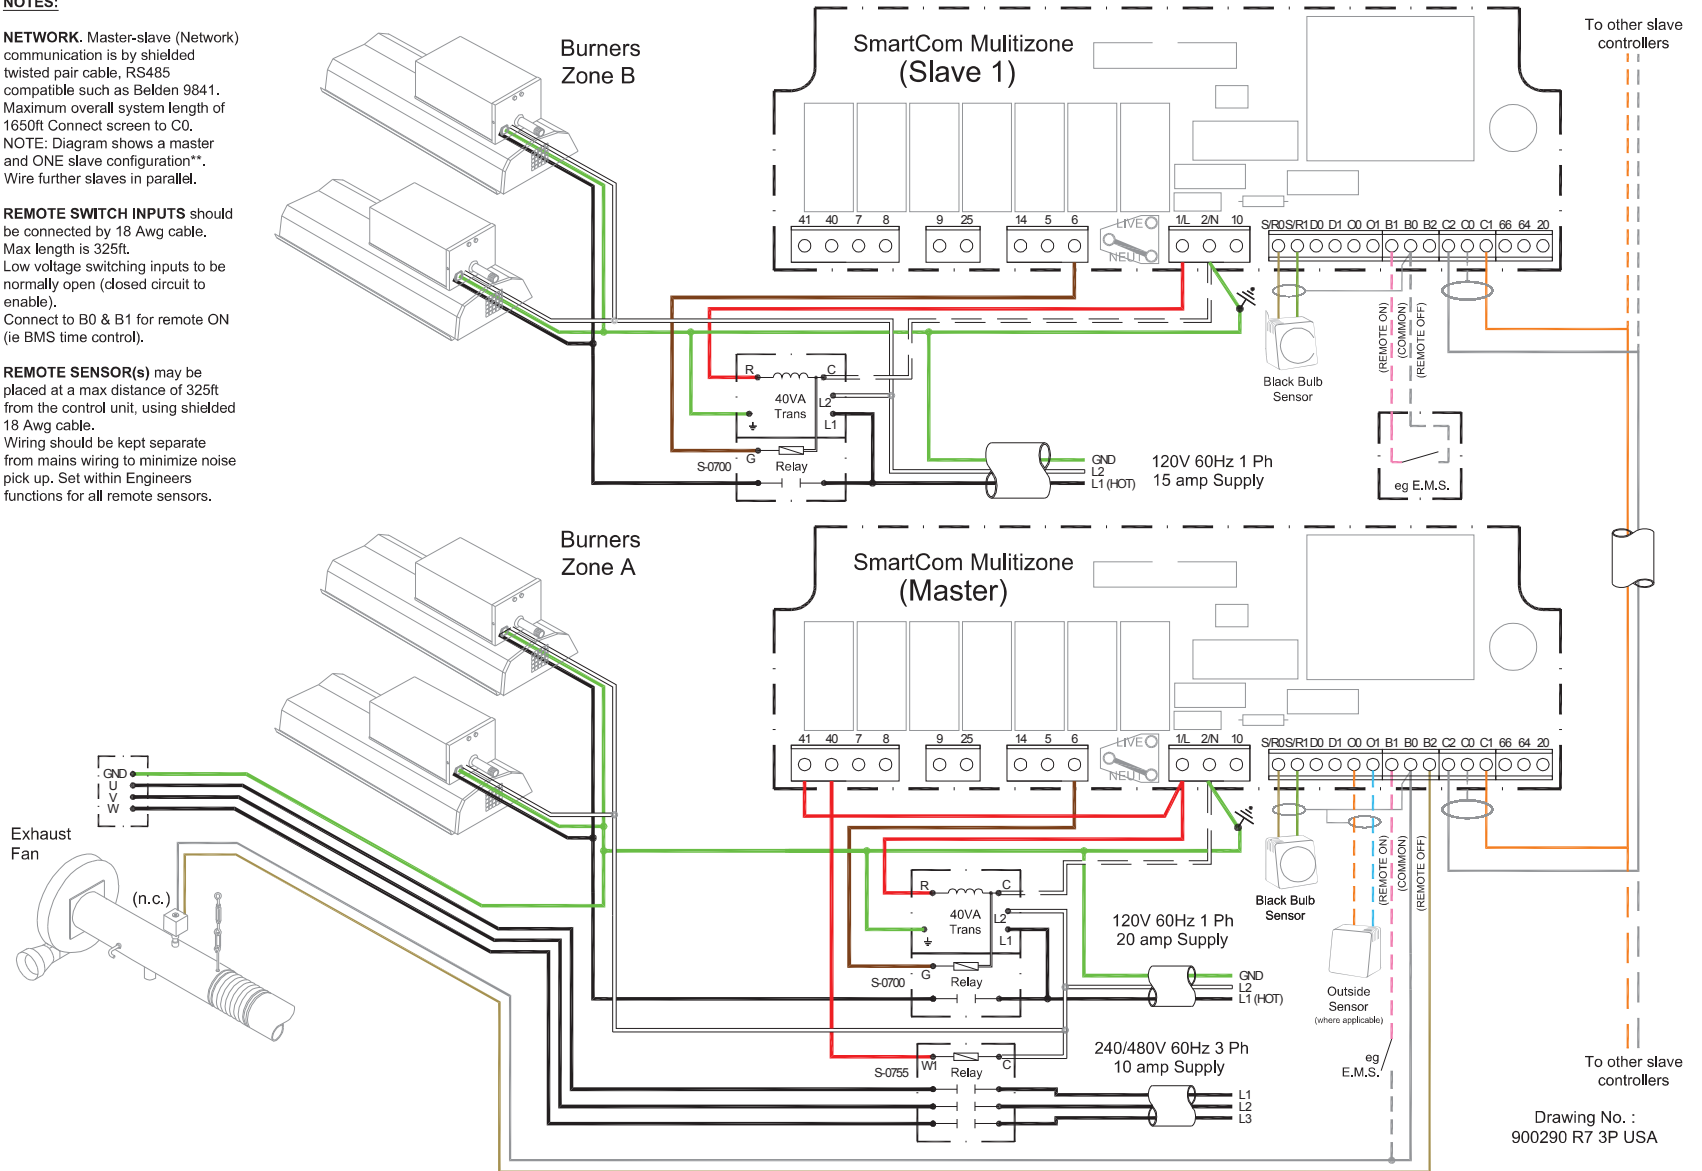 NOTES:
NETWORK. Master-slave (Network)
communication is by shielded
twisted pair cable, RS485
compatible such as Belden 9841.
Maximum overall system length of
1650ft Connect screen to C0.
NOTE: Diagram shows a master
and ONE slave configuration**.
Wire further slaves in parallel.
REMOTE SWITCH INPUTS should
be connected by 18 Awg cable.
Max length is 325ft.
Low voltage switching inputs to be
normally open (closed circuit to
enable).
Connect to B0 & B1 for remote ON
(ie BMS time control).
REMOTE SENSOR(s) may be
placed at a max distance of 325ft
from the control unit, using shielded
18 Awg cable.
Wiring should be kept separate
from mains wiring to minimize noise
pick up. Set within Engineers
functions for all remote sensors.
Burners
Zone B
SmartCom Mulitizone
(Slave 1)
To other slave
controllers
41 40 7 8 9 25 14 5 6 LIVE NEUT 1/L 2/N 10 S/R0 S/R1 D0 D1 O0 O1 B1 B0 B2 C2 C0 C1 66 64 20
(REMOTE ON)
(COMMON)
(REMOTE OFF)
Black Bulb
Sensor
eg E.M.S.
R C
40VA
Trans
L2
L1
G
S-0700
Relay
GND
L2
L1 (HOT)
120V 60Hz 1 Ph
15 amp Supply
Burners
Zone A
SmartCom Mulitizone
(Master)
41 40 7 8 9 25 14 5 6 LIVE NEUT 1/L 2/N 10 S/R0 S/R1 D0 D1 O0 O1 B1 B0 B2 C2 C0 C1 66 64 20
GND
U
V
W
Exhaust
Fan
(n.c.)
(REMOTE ON)
(COMMON)
(REMOTE OFF)
Black Bulb
Sensor
R C
40VA
Trans
L2
L1
G
S-0700
Relay
120V 60Hz 1 Ph
20 amp Supply
GND
L2
L1 (HOT)
Outside
Sensor
(where applicable)
eg
E.M.S.
S-0755
W1
Relay
C
240/480V 60Hz 3 Ph
10 amp Supply
L1
L2
L3
To other slave
controllers
Drawing No. :
900290 R7 3P USA